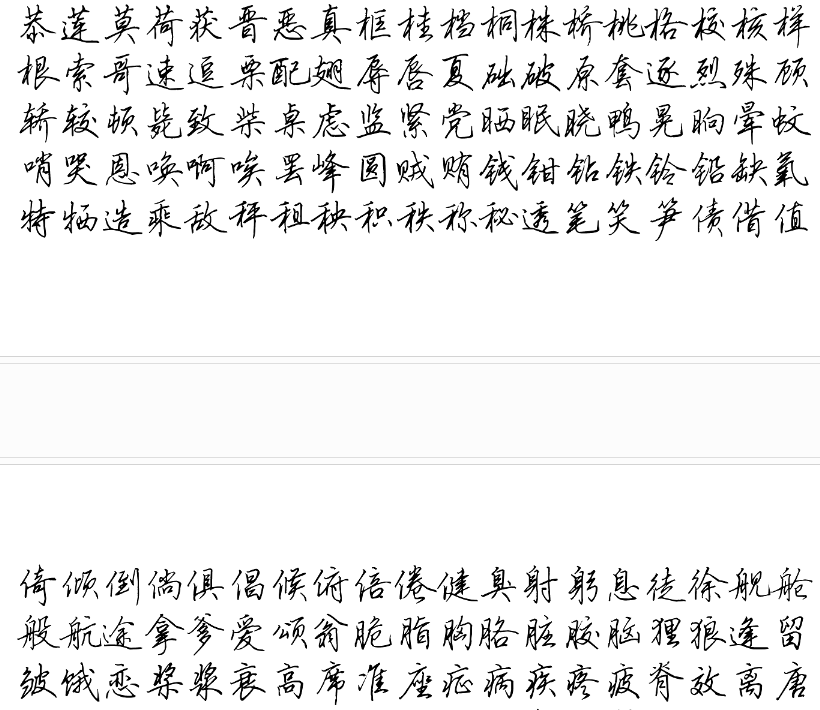 恭莲莫荷获晋恶真框桂档桐株桥桃格校核样
根索哥速逗栗配翅辱唇夏础破原套逐烈殊顾
轿较顿毙致柴桌虑监紧党晒眠晓鸭晃晌晕蚊
哨哭恩唤啊唉罢峰圆贼贿钱钳钻铁铃铅缺氧
特牺造乘敌秤租秧积秩称秘透笔笑笋债借值
倚倾倒倘俱倡候俯倍倦健臭射躬息徒徐舰舱
般航途拿爹爱颂翁脆脂胸胳脏胶脑狸狼逢留
皱饿恋桨浆衰高席准座症病疾疼疲脊效离唐